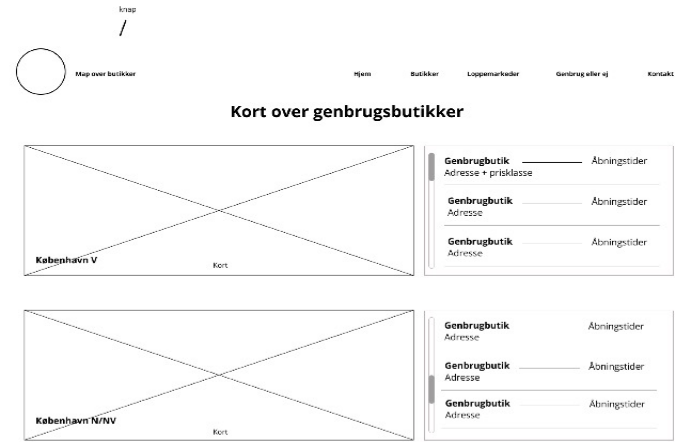 knap
Map over butikker
Hjem
Butikker
Loppemarkeder
Genbrug eller ej
Kontakt
Kort over genbrugsbutikker
København V
Kort
Genbrugbutik
Åbningstider
Adresse + prisklasse
Genbrugbutik
Åbningstider
Adresse
Genbrugbutik
Åbningstider
Adresse
København N/NV
Kort
Genbrugbutik
Åbningstider
Adresse
Genbrugbutik
Åbningstider
Adresse
Genbrugbutik
Åbningstider
Adresse